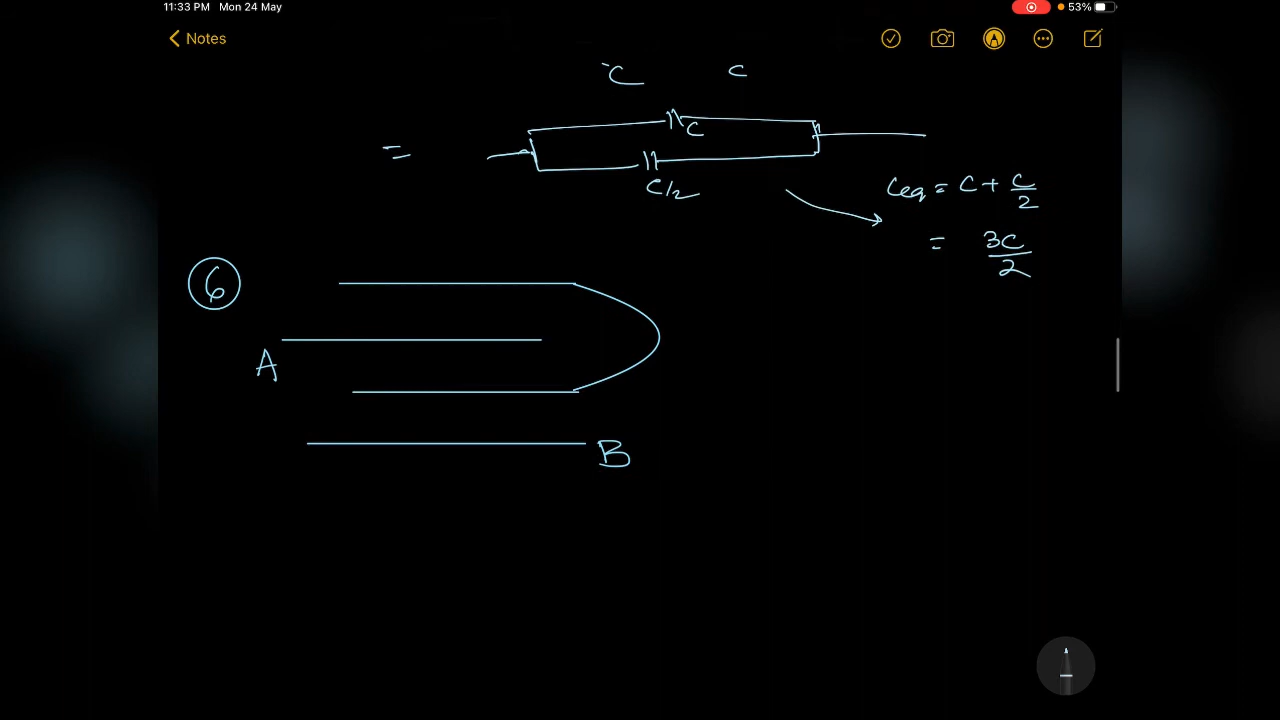 11:33 PM Mon 24 May
53%
Notes
C C
= C
C/2
Ceq = C + C/2
= 3C/2
6
A
B